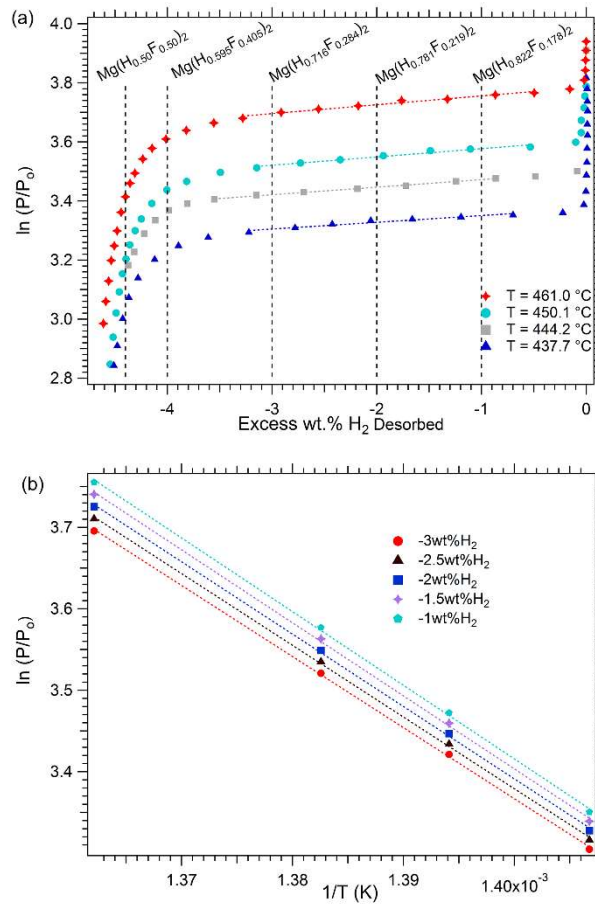 (a)
Mg(H0.50F0.50)2
Mg(H0.595F0.405)2
Mg(H0.716F0.284)2
Mg(H0.781F0.219)2
Mg(H0.822F0.178)2
4.0
3.8
3.6
3.4
3.2
3.0
2.8
ln (P/Po)
T = 461.0 °C
T = 450.1 °C
T = 444.2 °C
T = 437.7 °C
-4 -3 -2 -1 0
Excess wt.% H2 Desorbed
(b)
3.7
3.6
3.5
3.4
ln (P/Po)
-3wt%H2
-2.5wt%H2
-2wt%H2
-1.5wt%H2
-1wt%H2
1.37 1.38 1.39 1.40x10-3
1/T (K)